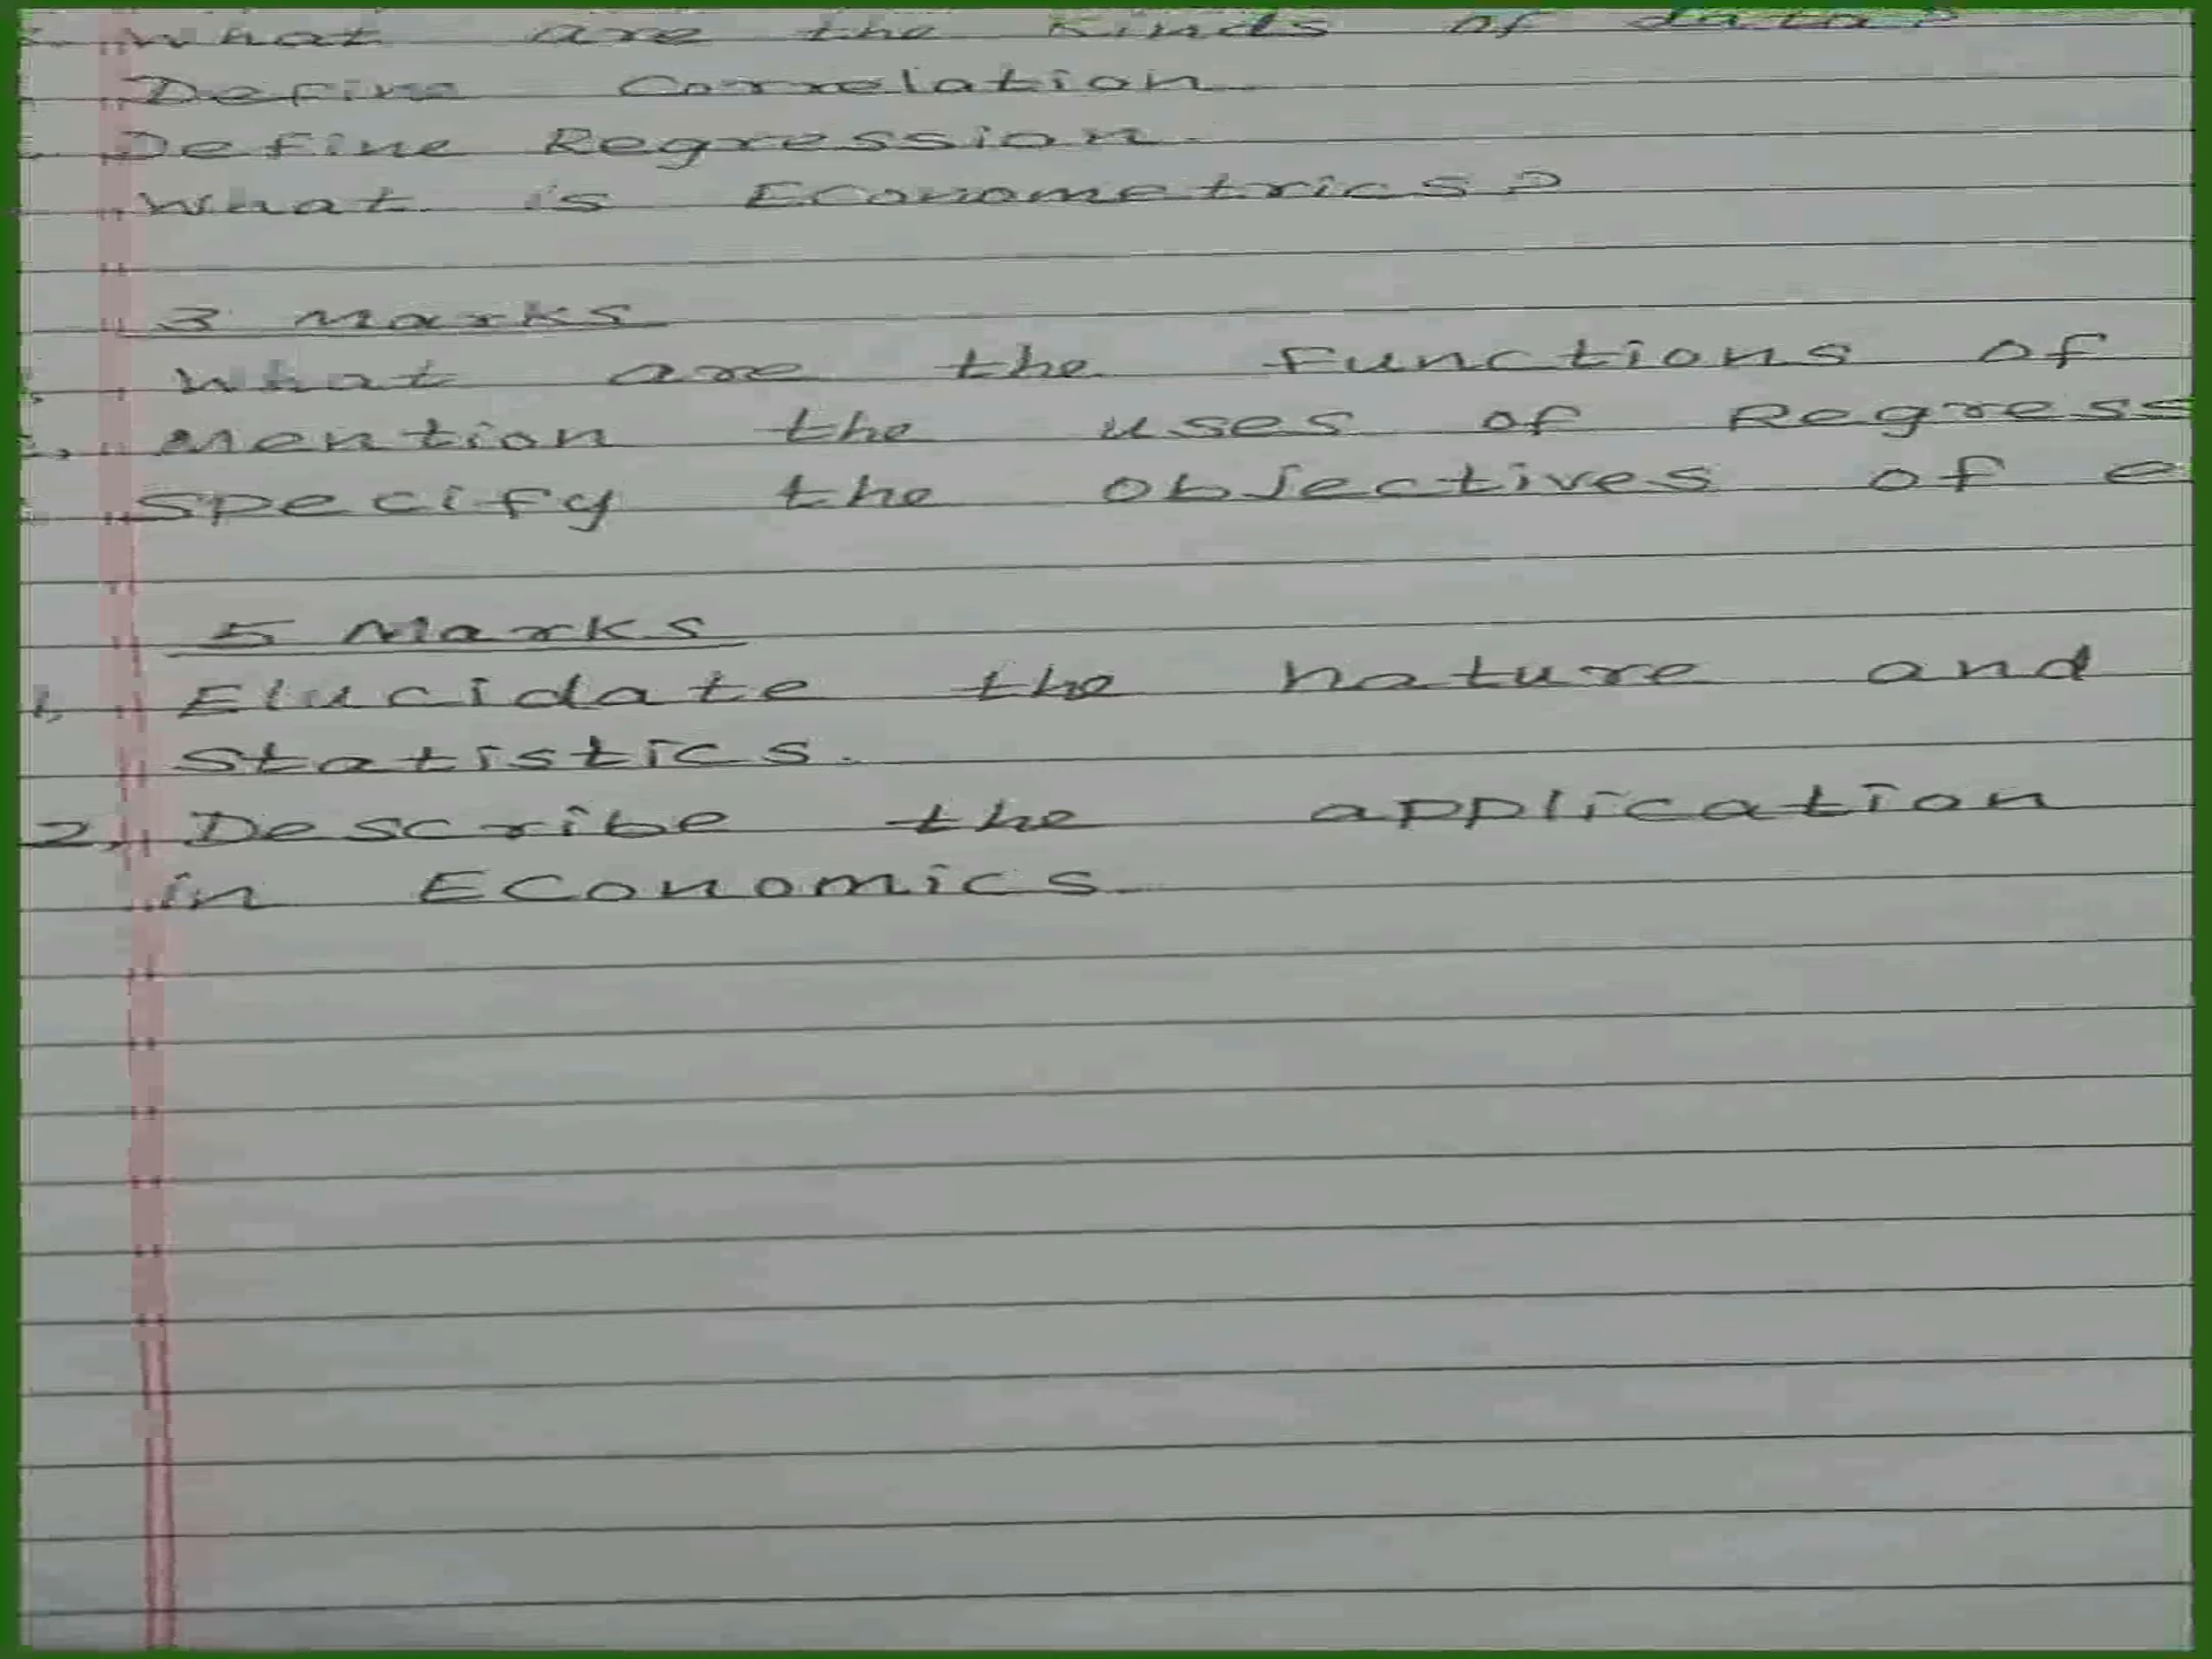 What are the kinds of data?
Define Correlation
Define Regression
What is Econometrics?
3 Marks
What are the functions of
Mention the uses of Regress
Specify the objectives of e
5 Marks
1. Elucidate the nature and
Statistics.
2. Describe the application
in Economics